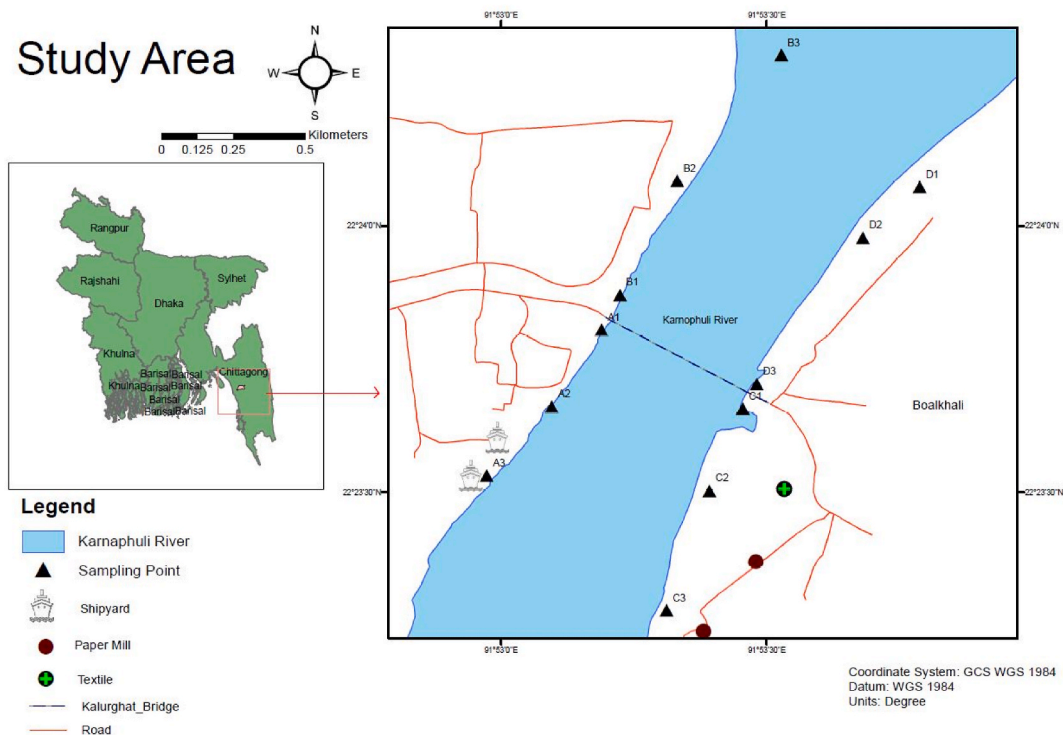 Study Area
N
W E
S
Kilometers
0 0.125 0.25 0.5
Rangpur
Rajshahi
Sylhet
Dhaka
Khulna
Khulna
Barisal
Barisal
Barisal
Barisal
Barisal
Barisal
Barisal
Chittagong
91°53'0"E
91°53'30"E
22°24'0"N
22°24'0"N
22°23'30"N
22°23'30"N
91°53'0"E
91°53'30"E
B3
B2
D1
D2
B1
A1
Karnophuli River
D3
C1
A2
Boalkhali
A3
C2
C3
Legend
Karnaphuli River
Sampling Point
Shipyard
Paper Mill
Textile
Kalurghat_Bridge
Road
Coordinate System: GCS WGS 1984
Datum: WGS 1984
Units: Degree